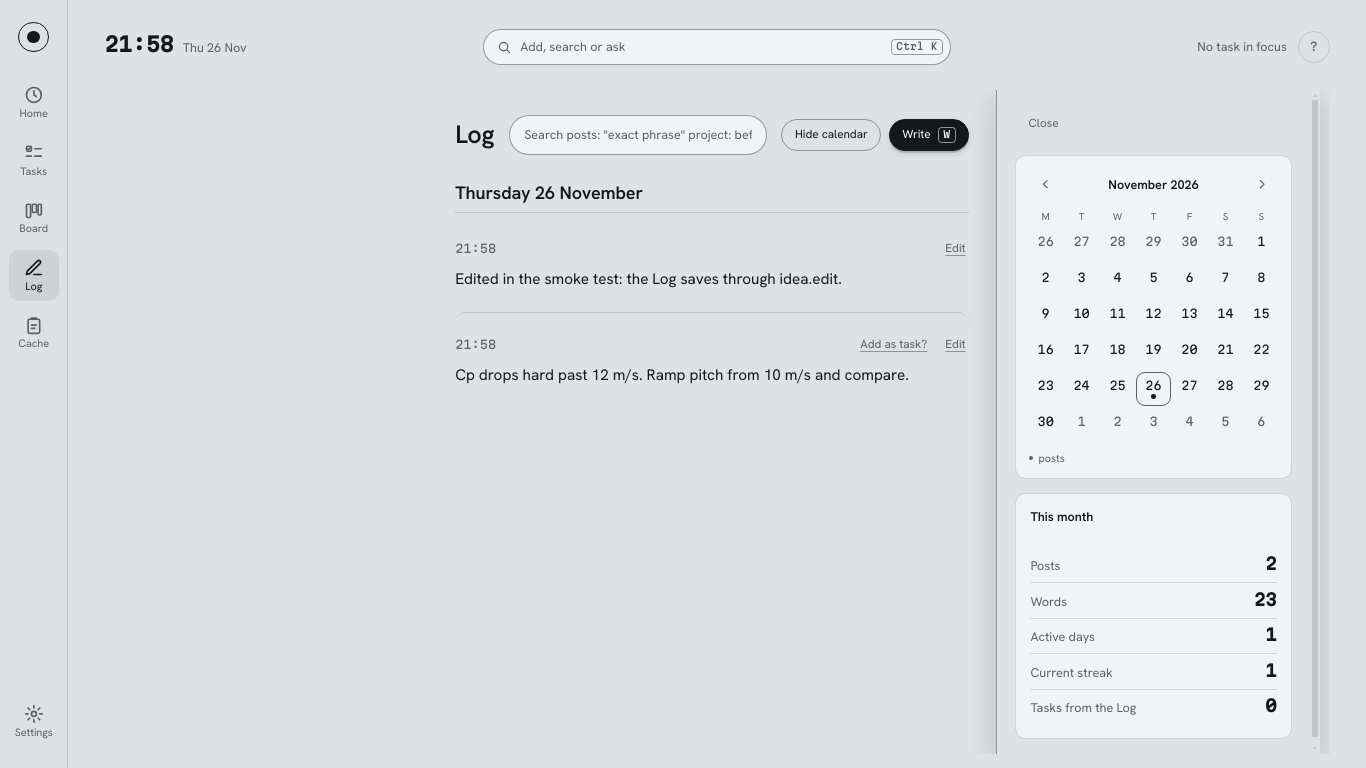 21:58 Thu 26 Nov
Add, search or ask
Ctrl K
No task in focus
?
Home
Tasks
Board
Log
Cache
Settings
Log
Search posts: "exact phrase" project: bef
Hide calendar
Write W
Thursday 26 November
21:58
Edit
Edited in the smoke test: the Log saves through idea.edit.
21:58
Add as task?
Edit
Cp drops hard past 12 m/s. Ramp pitch from 10 m/s and compare.
Close
November 2026
M T W T F S S
26 27 28 29 30 31 1
2 3 4 5 6 7 8
9 10 11 12 13 14 15
16 17 18 19 20 21 22
23 24 25 26 27 28 29
30 1 2 3 4 5 6
posts
This month
Posts 2
Words 23
Active days 1
Current streak 1
Tasks from the Log 0